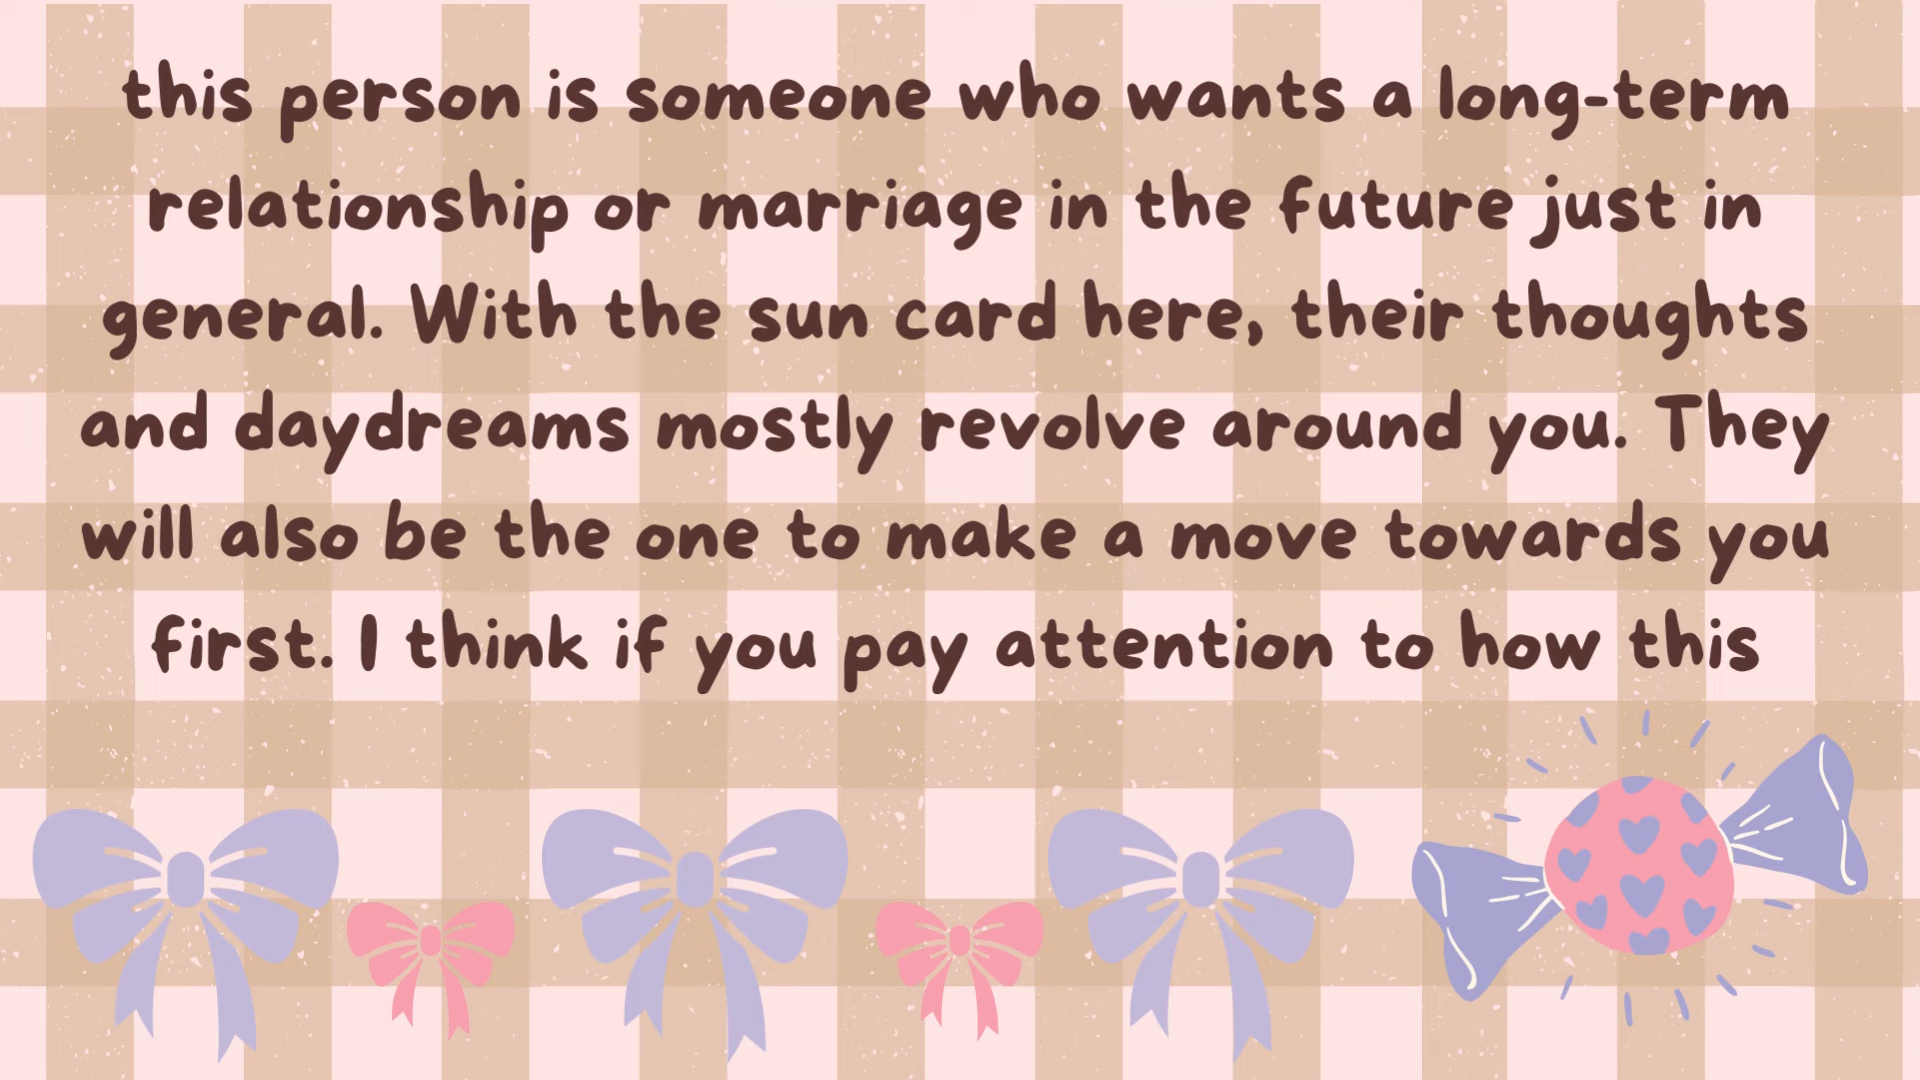 this person is someone who wants a long-term
relationship or marriage in the future just in
general. With the sun card here, their thoughts
and daydreams mostly revolve around you. They
will also be the one to make a move towards you
first. I think if you pay attention to how this